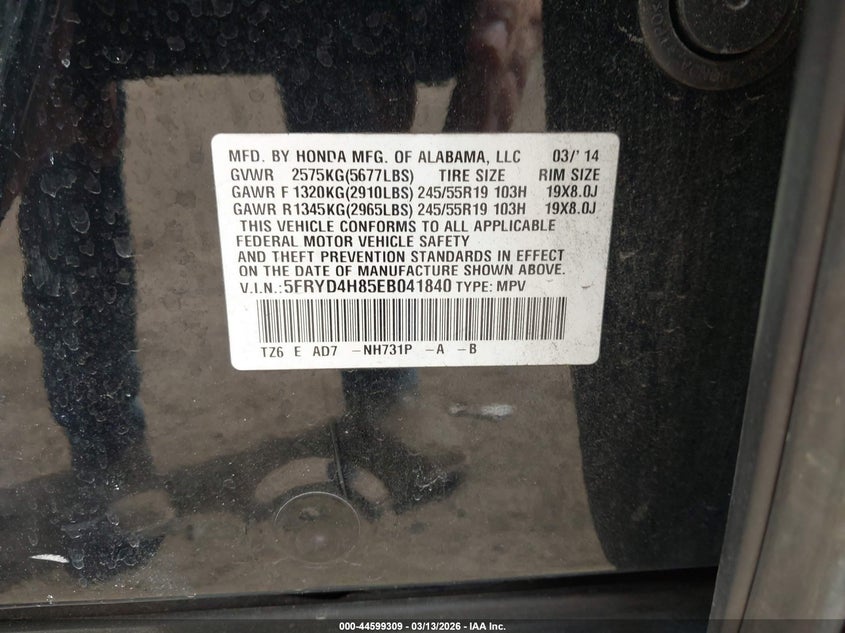 MFD. BY HONDA MFG. OF ALABAMA, LLC 03/' 14
GVWR 2575KG(5677LBS) TIRE SIZE RIM SIZE
GAWR F 1320KG(2910LBS) 245/55R19 103H 19X8.0J
GAWR R 1345KG(2965LBS) 245/55R19 103H 19X8.0J
THIS VEHICLE CONFORMS TO ALL APPLICABLE
FEDERAL MOTOR VEHICLE SAFETY
AND THEFT PREVENTION STANDARDS IN EFFECT
ON THE DATE OF MANUFACTURE SHOWN ABOVE.
V.I.N.: 5FRYD4H85EB041840 TYPE: MPV
TZ6 E AD7 -NH731P -A -B
000-44599309 | 03/13/2026 - IAA Inc.